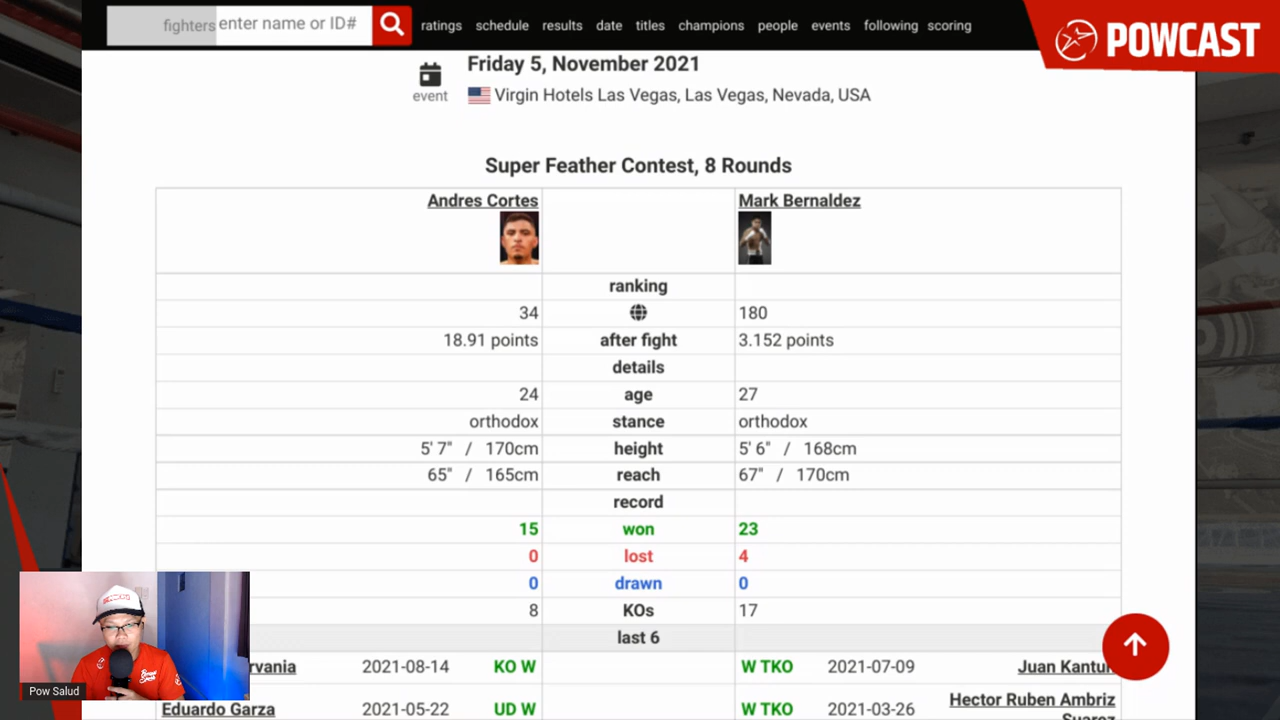 fighters enter name or ID# ratings schedule results date titles champions people events following scoring
POWCAST
Friday 5, November 2021
event Virgin Hotels Las Vegas, Las Vegas, Nevada, USA
Super Feather Contest, 8 Rounds
Andres Cortes Mark Bernaldez
ranking
34 180
18.91 points after fight 3.152 points
details
24 age 27
orthodox stance orthodox
5' 7" / 170cm height 5' 6" / 168cm
65" / 165cm reach 67" / 170cm
record
15 won 23
0 lost 4
0 drawn 0
8 KOs 17
last 6
2021-08-14 KO W W TKO 2021-07-09 Juan
Eduardo Garza 2021-05-22 UD W W TKO 2021-03-26 Hector Ruben Ambriz
Pow Salud